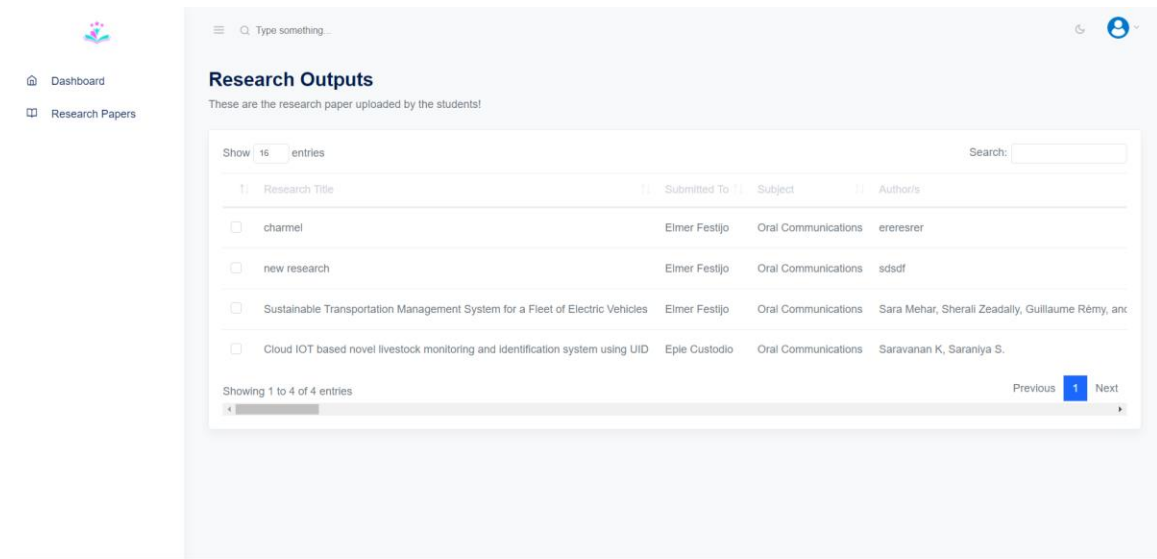 Type something...
Dashboard
Research Papers
Research Outputs
These are the research paper uploaded by the students!
Show 16 entries Search:
Research Title Submitted To Subject Author/s
charmel Elmer Festijo Oral Communications ereresrer
new research Elmer Festijo Oral Communications sdsdf
Sustainable Transportation Management System for a Fleet of Electric Vehicles Elmer Festijo Oral Communications Sara Mehar, Sherali Zeadally, Guillaume Rémy, and
Cloud IOT based novel livestock monitoring and identification system using UID Epie Custodio Oral Communications Saravanan K, Saraniya S.
Showing 1 to 4 of 4 entries Previous 1 Next